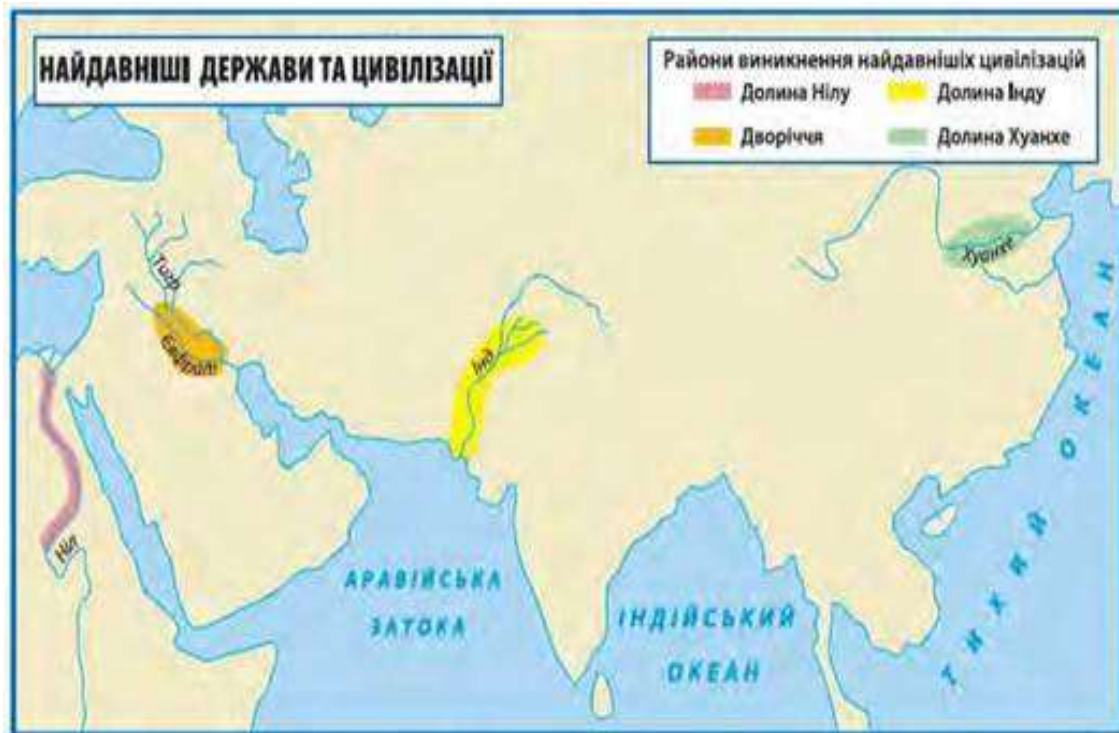 НАЙДАВНІШІ ДЕРЖАВИ ТА ЦИВІЛІЗАЦІЇ
Райони виникнення найдавніших цивілізацій
Долина Нілу
Долина Інду
Дворіччя
Долина Хуанхе
Тигр
Євфрат
Інд
Хуанхе
Ніл
АРАВІЙСЬКА
ЗАТОКА
ІНДІЙСЬКИЙ
ОКЕАН
ТИХИЙ ОКЕАН